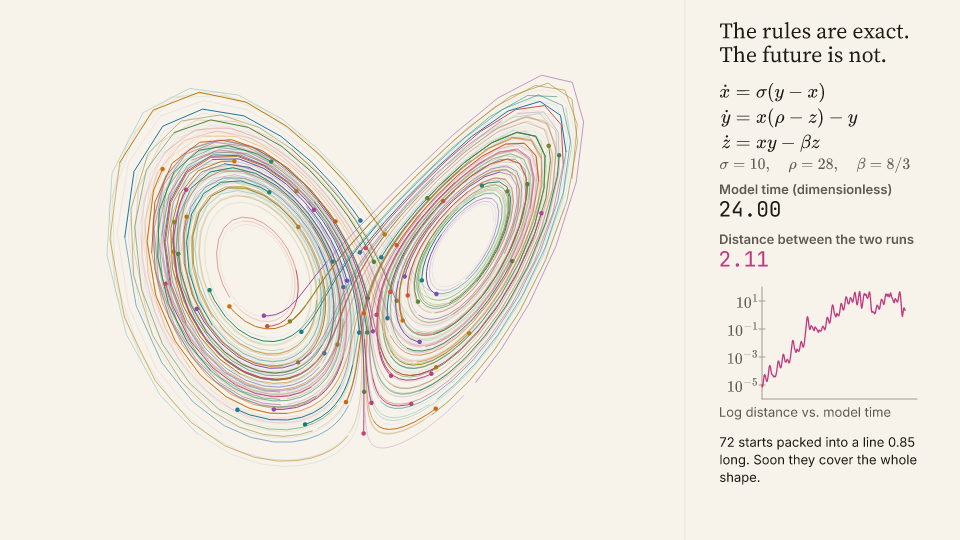 The rules are exact.
The future is not.
ẋ = σ(y − x)
ẏ = x(ρ − z) − y
ż = xy − βz
σ = 10, ρ = 28, β = 8/3
Model time (dimensionless)
24.00
Distance between the two runs
2.11
10¹
10⁻¹
10⁻³
10⁻⁵
Log distance vs. model time
72 starts packed into a line 0.85
long. Soon they cover the whole
shape.